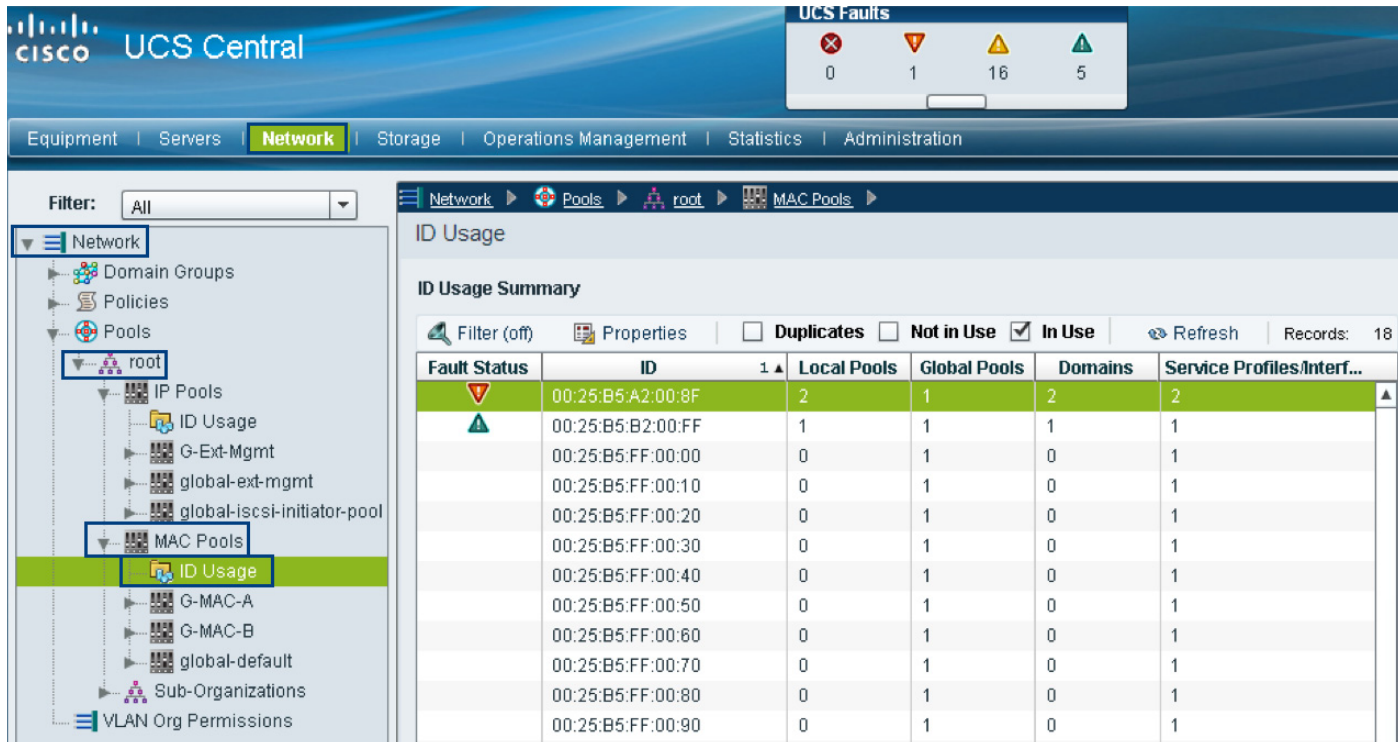 UCS Faults
CISCO UCS Central
0 1 16 5
Equipment | Servers | Network | Storage | Operations Management | Statistics | Administration
Filter: All
Network
Domain Groups
Policies
Pools
root
IP Pools
ID Usage
G-Ext-Mgmt
global-ext-mgmt
global-iscsi-initiator-pool
MAC Pools
ID Usage
G-MAC-A
G-MAC-B
global-default
Sub-Organizations
VLAN Org Permissions
Network Pools root MAC Pools
ID Usage
ID Usage Summary
Filter (off) Properties Duplicates Not in Use In Use Refresh Records: 18
Fault Status ID 1 Local Pools Global Pools Domains Service Profiles/Interf...
00:25:B5:A2:00:8F 2 1 2 2
00:25:B5:B2:00:FF 1 1 1 1
00:25:B5:FF:00:00 0 1 0 1
00:25:B5:FF:00:10 0 1 0 1
00:25:B5:FF:00:20 0 1 0 1
00:25:B5:FF:00:30 0 1 0 1
00:25:B5:FF:00:40 0 1 0 1
00:25:B5:FF:00:50 0 1 0 1
00:25:B5:FF:00:60 0 1 0 1
00:25:B5:FF:00:70 0 1 0 1
00:25:B5:FF:00:80 0 1 0 1
00:25:B5:FF:00:90 0 1 0 1